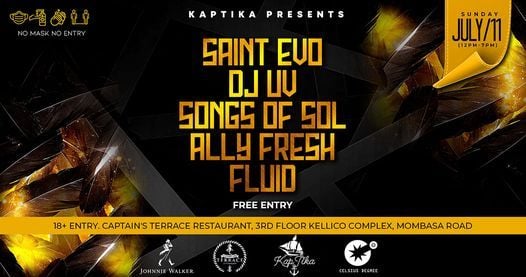 KAPTIKA PRESENTS
SUNDAY
JULY/11
(12PM-7PM)
NO MASK NO ENTRY
SAINT EVO
DJ UV
SONGS OF SOL
ALLY FRESH
FLUID
FREE ENTRY
18+ ENTRY. CAPTAIN'S TERRACE RESTAURANT, 3RD FLOOR KELLICO COMPLEX, MOMBASA ROAD
JOHNNIE WALKER.
TERRACE
KapTika
CELSIUS DEGREE